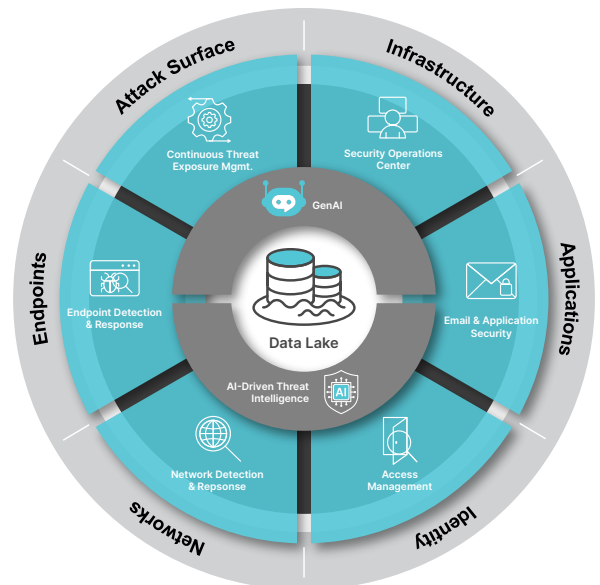 Attack Surface
Infrastructure
Continuous Threat
Exposure Mgmt.
Security Operations
Center
GenAI
Endpoints
Applications
Endpoint Detection
& Response
Email & Application
Security
Data Lake
AI-Driven Threat
Intelligence
AI
Network Detection
& Repsonse
Access
Management
Networks
Identity